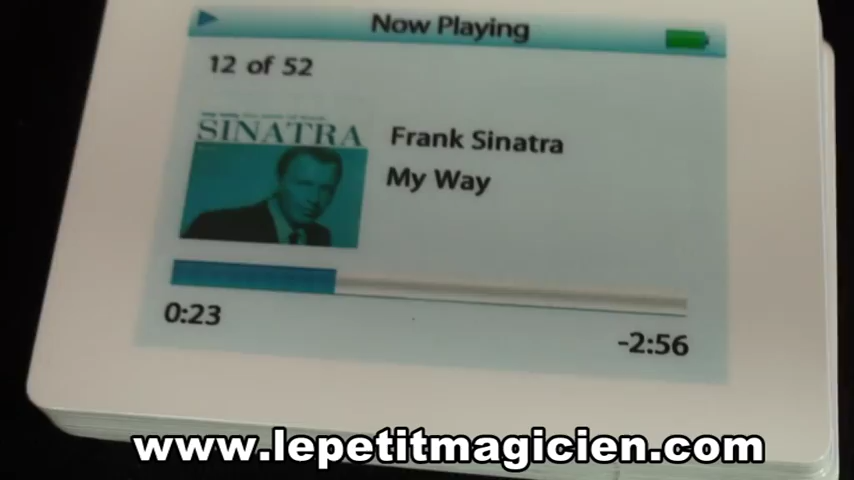 Now Playing
12 of 52
SINATRA
Frank Sinatra
My Way
0:23
-2:56
www.lepetitmagicien.com